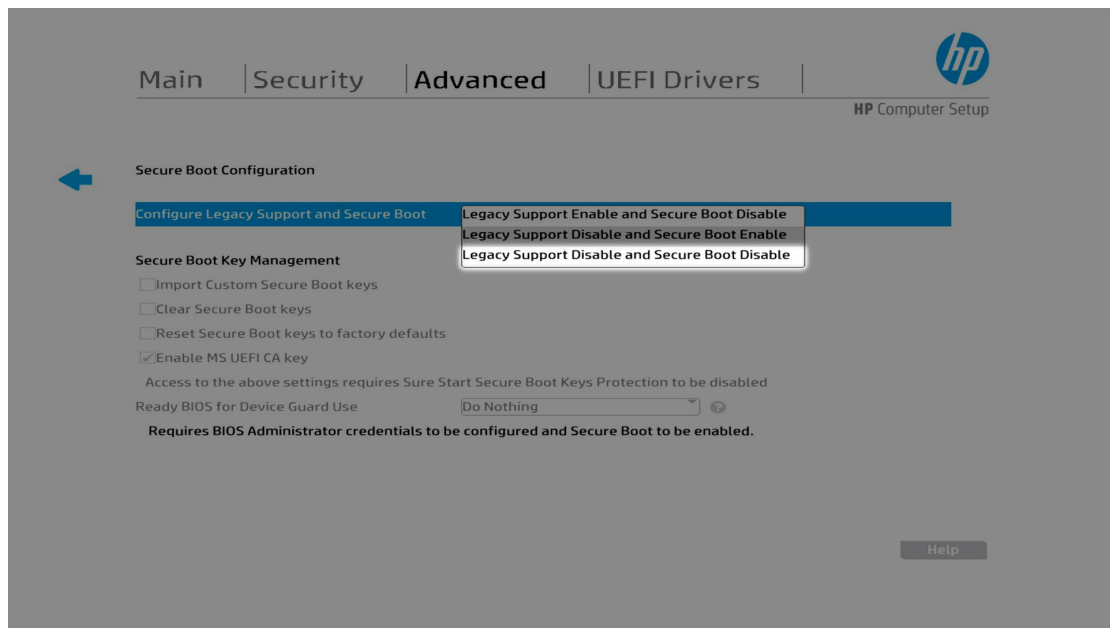 hp
Main Security Advanced UEFI Drivers
HP Computer Setup
Secure Boot Configuration
Configure Legacy Support and Secure Boot
Legacy Support Enable and Secure Boot Disable
Legacy Support Disable and Secure Boot Enable
Legacy Support Disable and Secure Boot Disable
Secure Boot Key Management
Import Custom Secure Boot keys
Clear Secure Boot keys
Reset Secure Boot keys to factory defaults
Enable MS UEFI CA key
Access to the above settings requires Sure Start Secure Boot Keys Protection to be disabled
Ready BIOS for Device Guard Use Do Nothing ?
Requires BIOS Administrator credentials to be configured and Secure Boot to be enabled.
Help